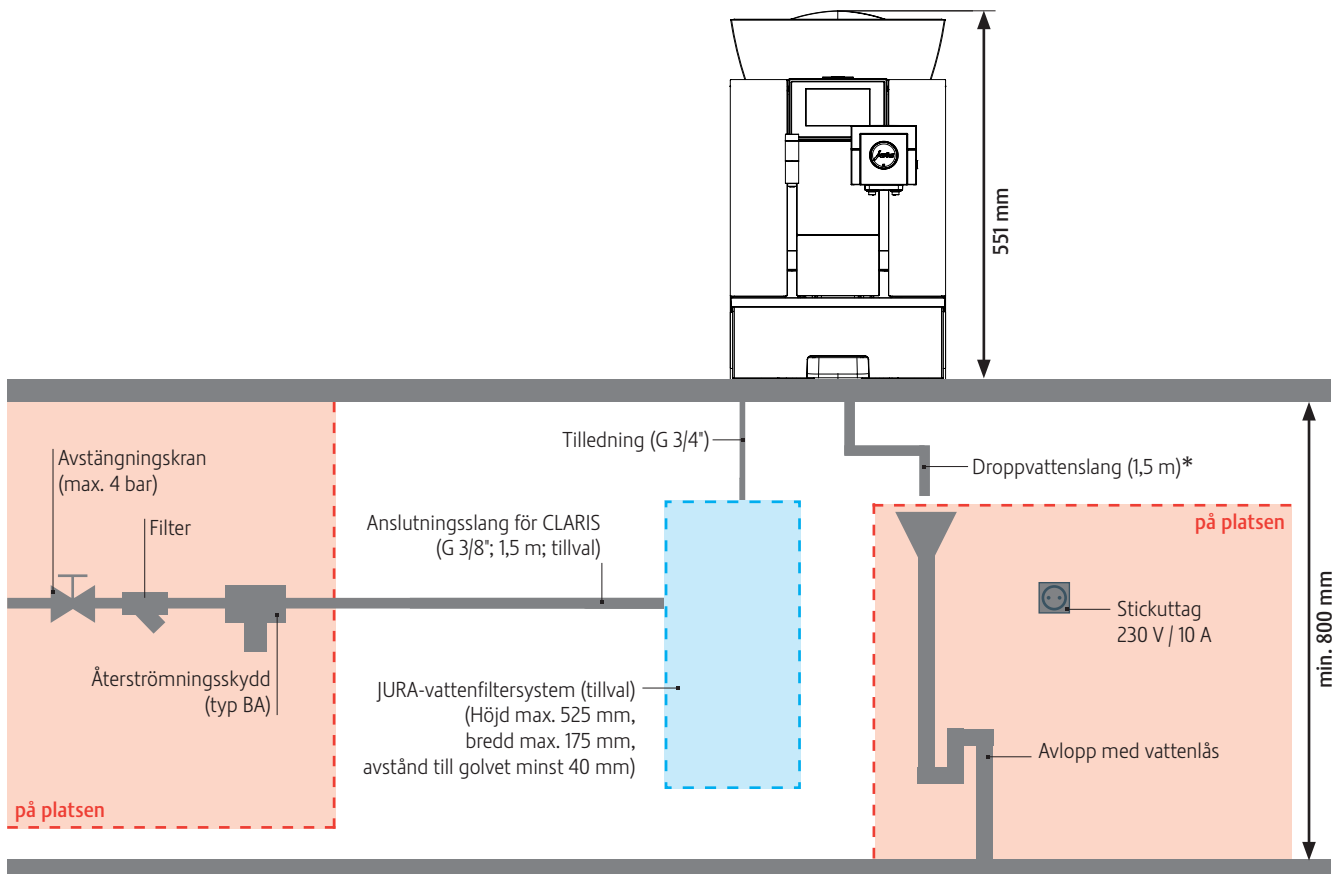 jura
551 mm
Tilledning (G 3/4")
Droppvattenslang (1,5 m)*
Avstängningskran
(max. 4 bar)
Filter
Anslutningsslang för CLARIS
(G 3/8"; 1,5 m; tillval)
på platsen
Stickuttag
230 V / 10 A
min. 800 mm
Återströmningsskydd
(typ BA)
JURA-vattenfiltersystem (tillval)
(Höjd max. 525 mm,
bredd max. 175 mm,
avstånd till golvet minst 40 mm)
Avlopp med vattenlås
på platsen